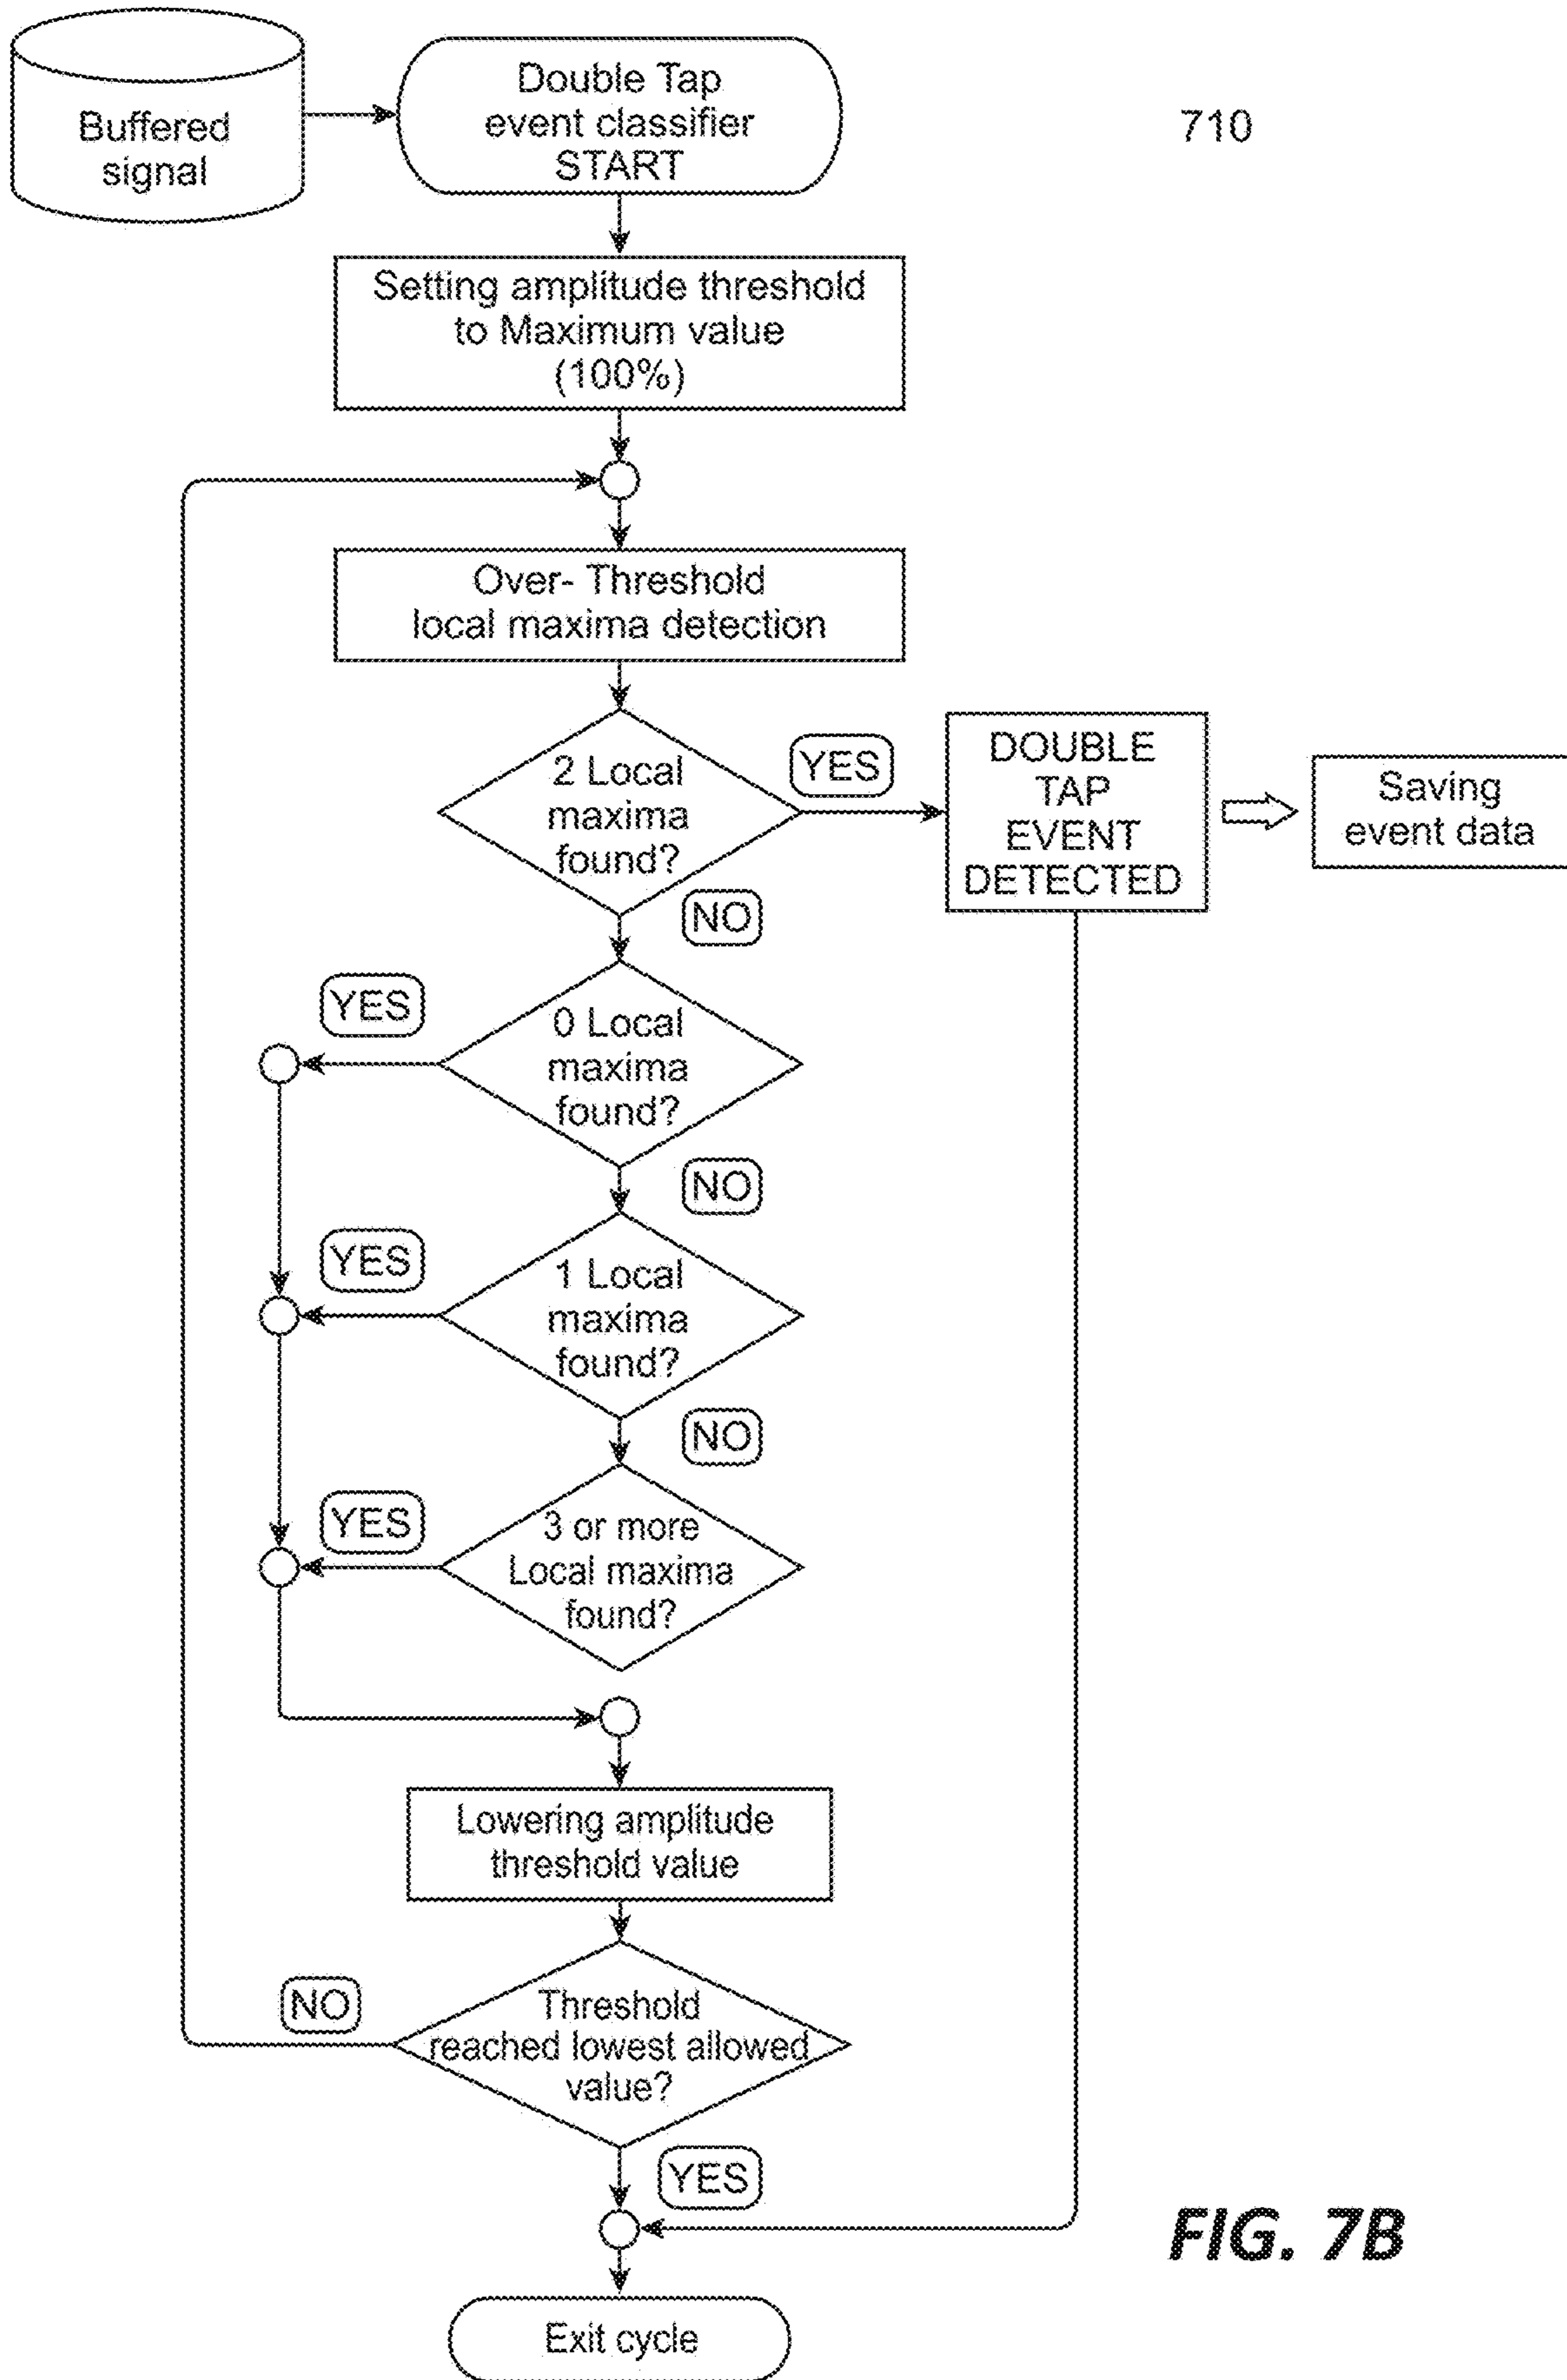 Buffered
signal
Double Tap
event classifier
START
710
Setting amplitude threshold
to Maximum value
(100%)
Over- Threshold
local maxima detection
2 Local
maxima
found?
YES
DOUBLE
TAP
EVENT
DETECTED
Saving
event data
NO
YES
0 Local
maxima
found?
NO
YES
1 Local
maxima
found?
NO
YES
3 or more
Local maxima
found?
Lowering amplitude
threshold value
NO
Threshold
reached lowest allowed
value?
YES
FIG. 7B
Exit cycle